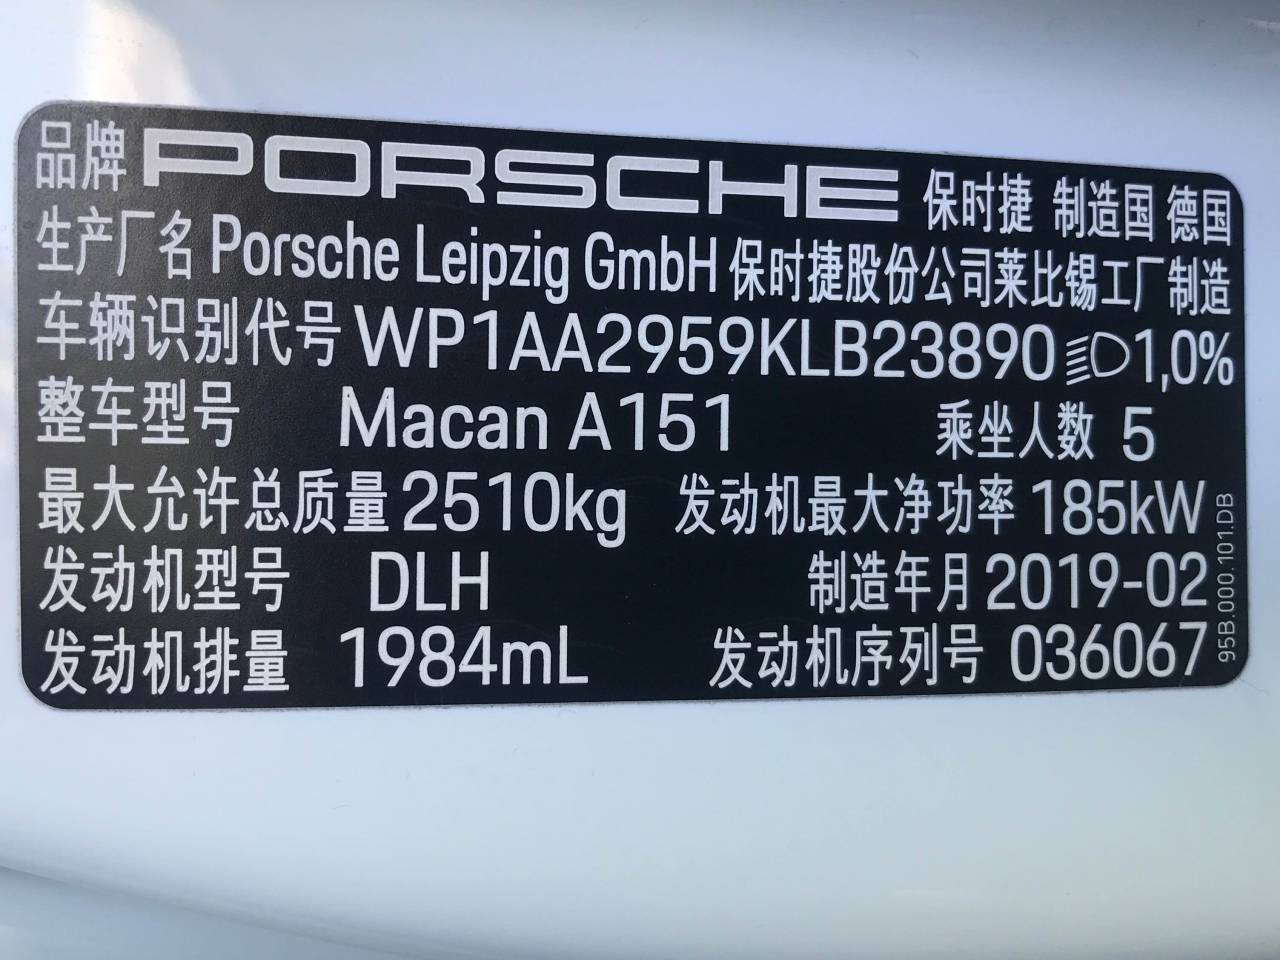 品牌 PORSCHE 保时捷 制造国 德国
生产厂名 Porsche Leipzig GmbH 保时捷股份公司莱比锡工厂制造
车辆识别代号 WP1AA2959KLB23890 1,0%
整车型号 Macan A151 乘坐人数 5
最大允许总质量 2510kg 发动机最大净功率 185kW
发动机型号 DLH 制造年月 2019-02
发动机排量 1984mL 发动机序列号 036067
95B.000.101.DB